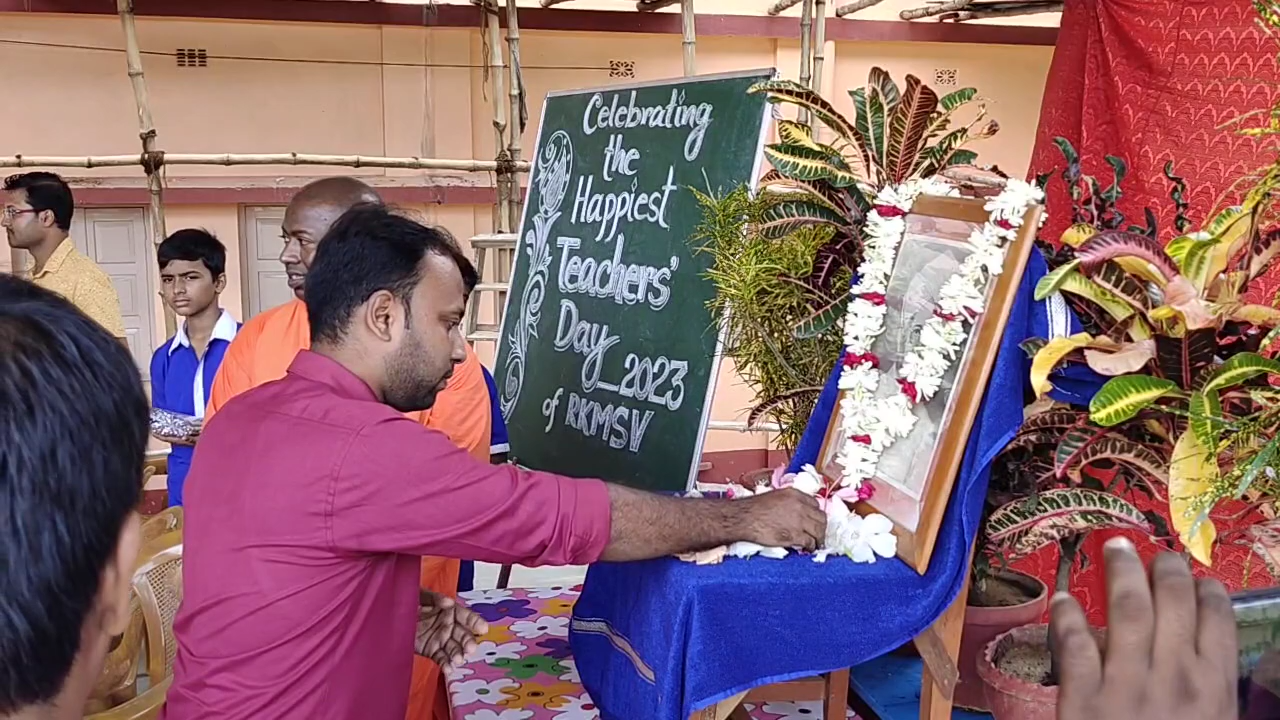 Celebrating
the
Happiest
Teachers'
Day_2023
of RKMSV